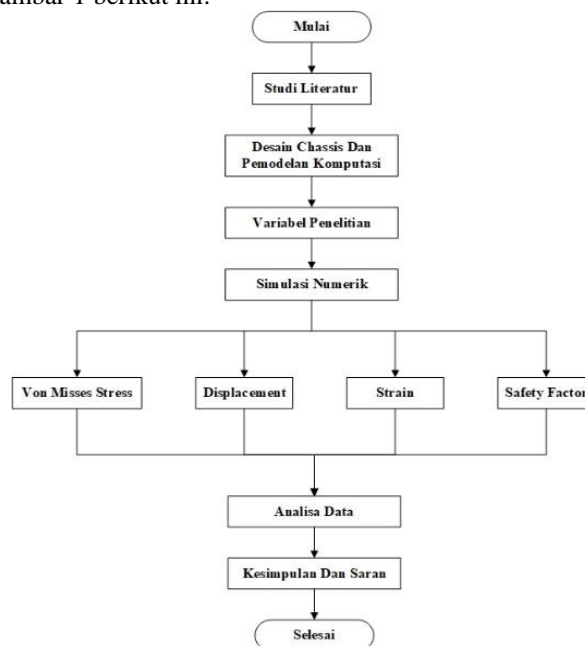 Gambar 1 berikut ini:
Mulai
Studi Literatur
Desain Chassis Dan
Pemodelan Komputasi
Variabel Penelitian
Simulasi Numerik
Von Misses Stress
Displacement
Strain
Safety Factor
Analisa Data
Kesimpulan Dan Saran
Selesai